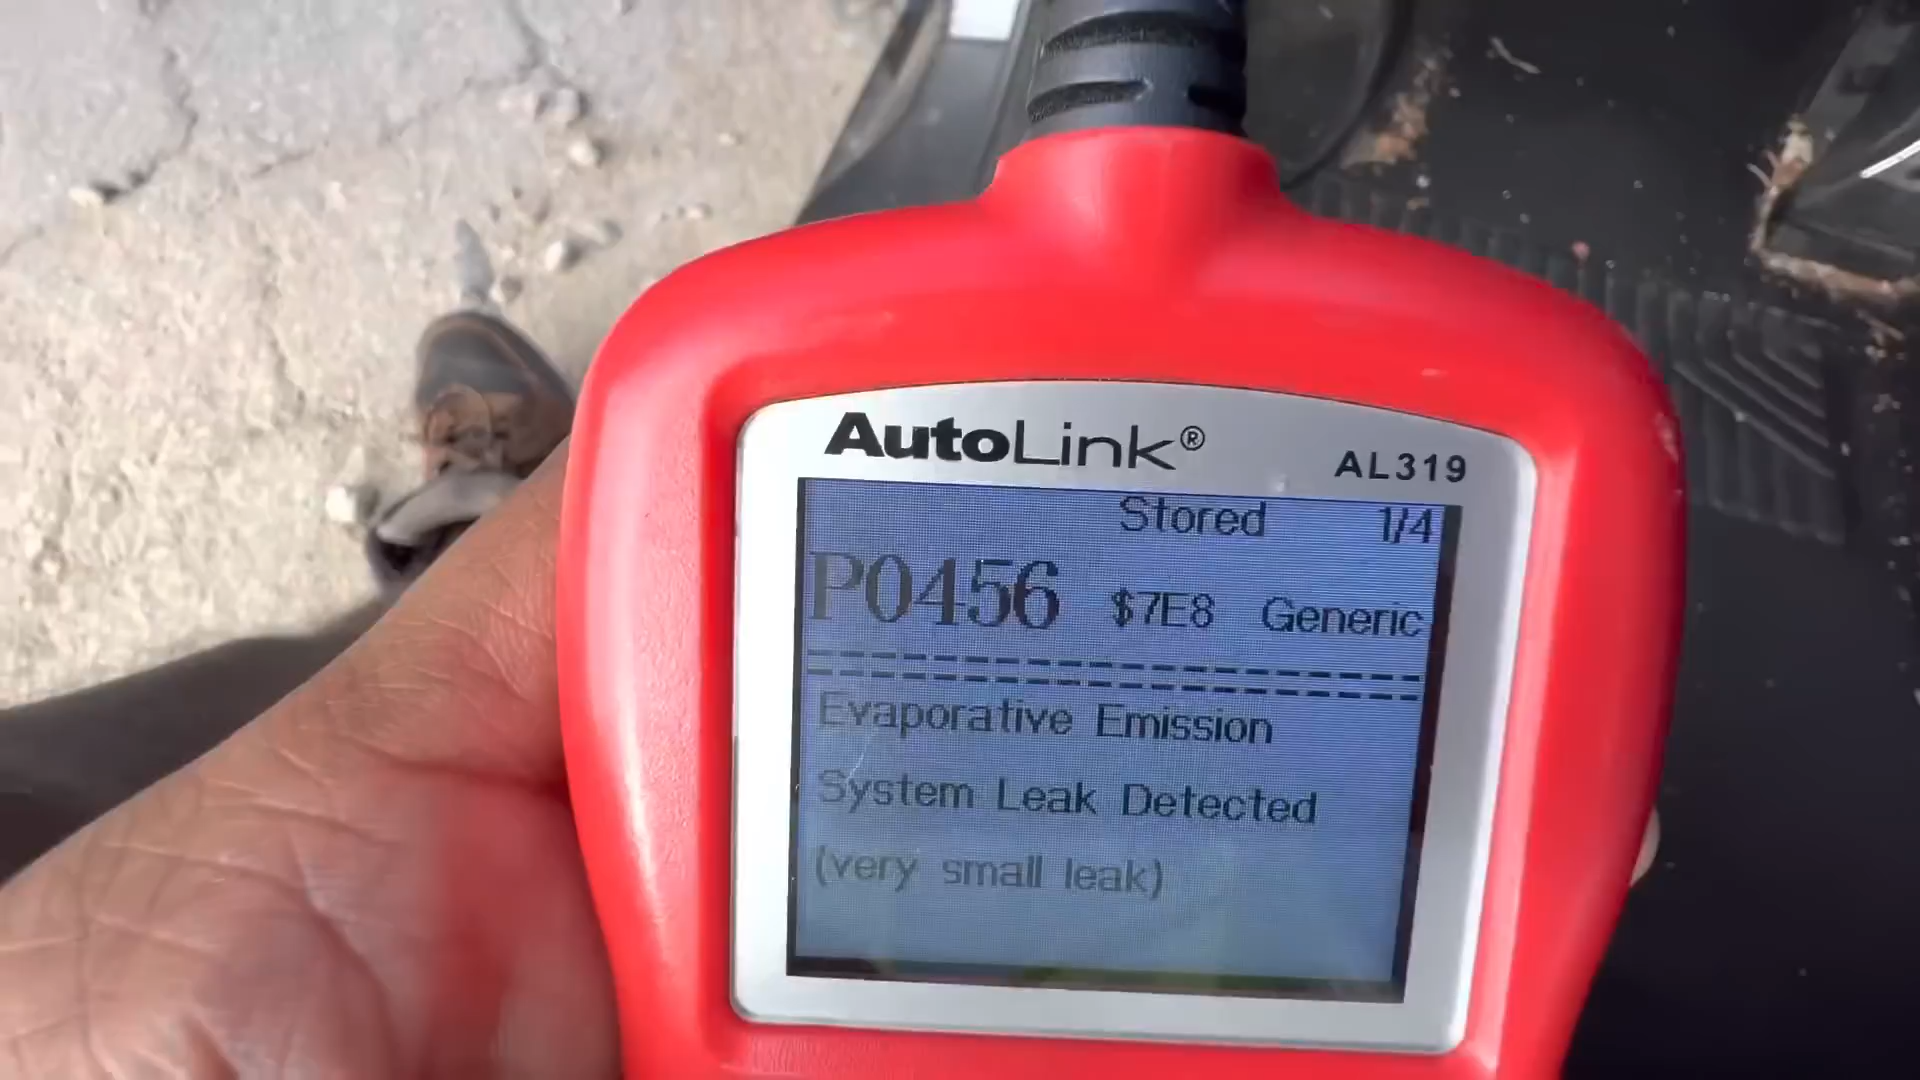 AutoLink®
AL319
Stored 1/4
P0456 $7E8 Generic
Evaporative Emission
System Leak Detected
(very small leak)